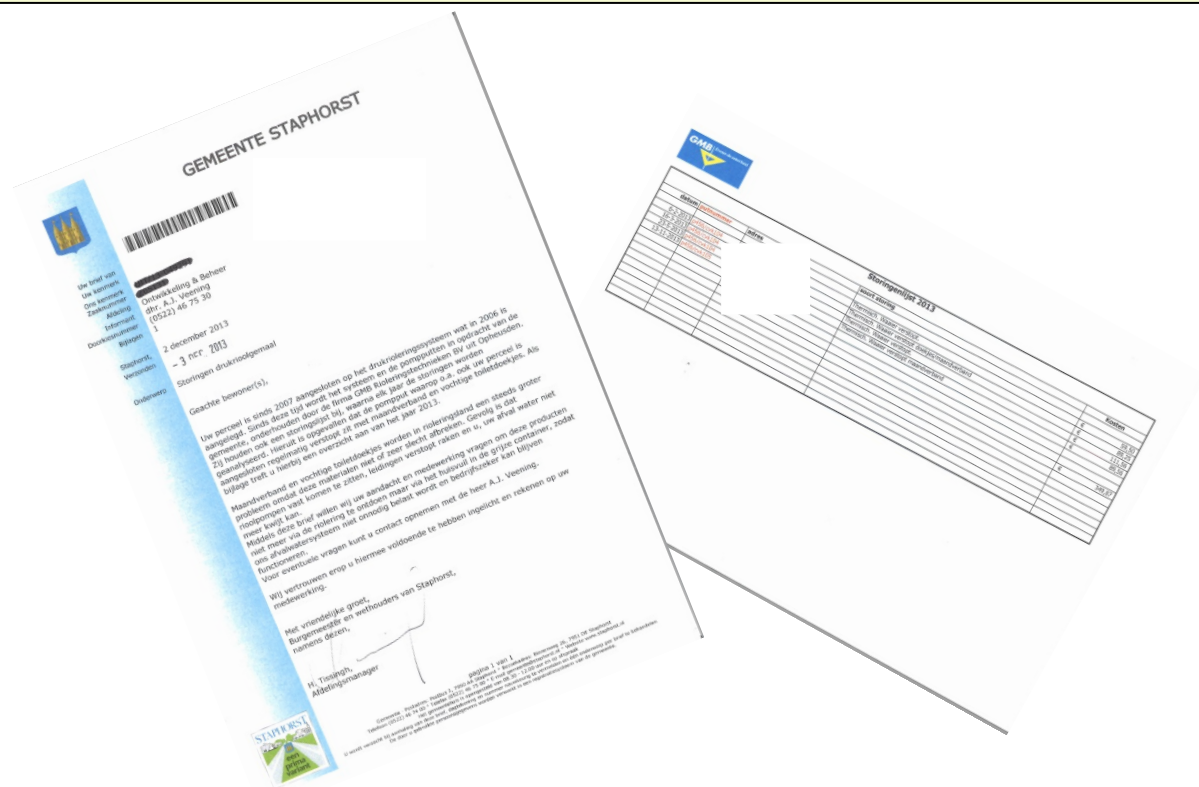 GEMEENTE STAPHORST
Uw brief van
Uw kenmerk
Ons kenmerk
Zaaknummer
Afdeling Ontwikkeling & Beheer
Informant dhr. A.J. Veening
Doorkiesnummer (0522) 46 75 30
Bijlagen 1
Staphorst, 2 december 2013
Verzonden - 3 2013
Onderwerp Storingen drukrioolgemaal
Geachte bewoner(s),
Uw perceel is sinds 2007 aangesloten op het drukrioleringssysteem wat in 2006 is
aangelegd. Sinds deze tijd wordt het systeem en de pompputten in opdracht van de
gemeente, onderhouden door de firma GMB Rioleringstechnieken BV uit Opheusden.
Zij houden ook een storingslijst bij, waarna elk jaar de storingen worden
geanalyseerd. Hieruit is opgevallen dat de pompput waarop o.a. ook uw perceel is
aangesloten regelmatig verstopt zit met maandverband en vochtige toiletdoekjes. Als
bijlage treft u hierbij een overzicht aan van het jaar 2013.
Maandverband en vochtige toiletdoekjes worden in rioleringsland een steeds groter
probleem omdat deze materialen niet of zeer slecht afbreken. Gevolg is dat
rioolpompen vast komen te zitten, leidingen verstopt raken en u, uw afval water niet
meer kwijt kan.
Middels deze brief willen wij uw aandacht en medewerking vragen om deze producten
niet meer via de riolering te ontdoen maar via het huisvuil in de grijze container, zodat
ons afvalwatersysteem niet onnodig belast wordt en bedrijfszeker kan blijven
functioneren.
Voor eventuele vragen kunt u contact opnemen met de heer A.J. Veening.
Wij vertrouwen erop u hiermee voldoende te hebben ingelicht en rekenen op uw
medewerking.
Met vriendelijke groet,
Burgemeester en wethouders van Staphorst,
namens dezen,
H. Tissingh,
Afdelingsmanager
pagina 1 van 1
STAPHORST
een
prima
variant
GMB
Storingenlijst 2013
datum putnummer adres soort storing Kosten
Thermisch. Waaier verstopt.
Thermisch. Waaier verstopt doekjes/maandverband
Thermisch. Waaier verstopt.
Thermisch. Waaier verstopt maandverband